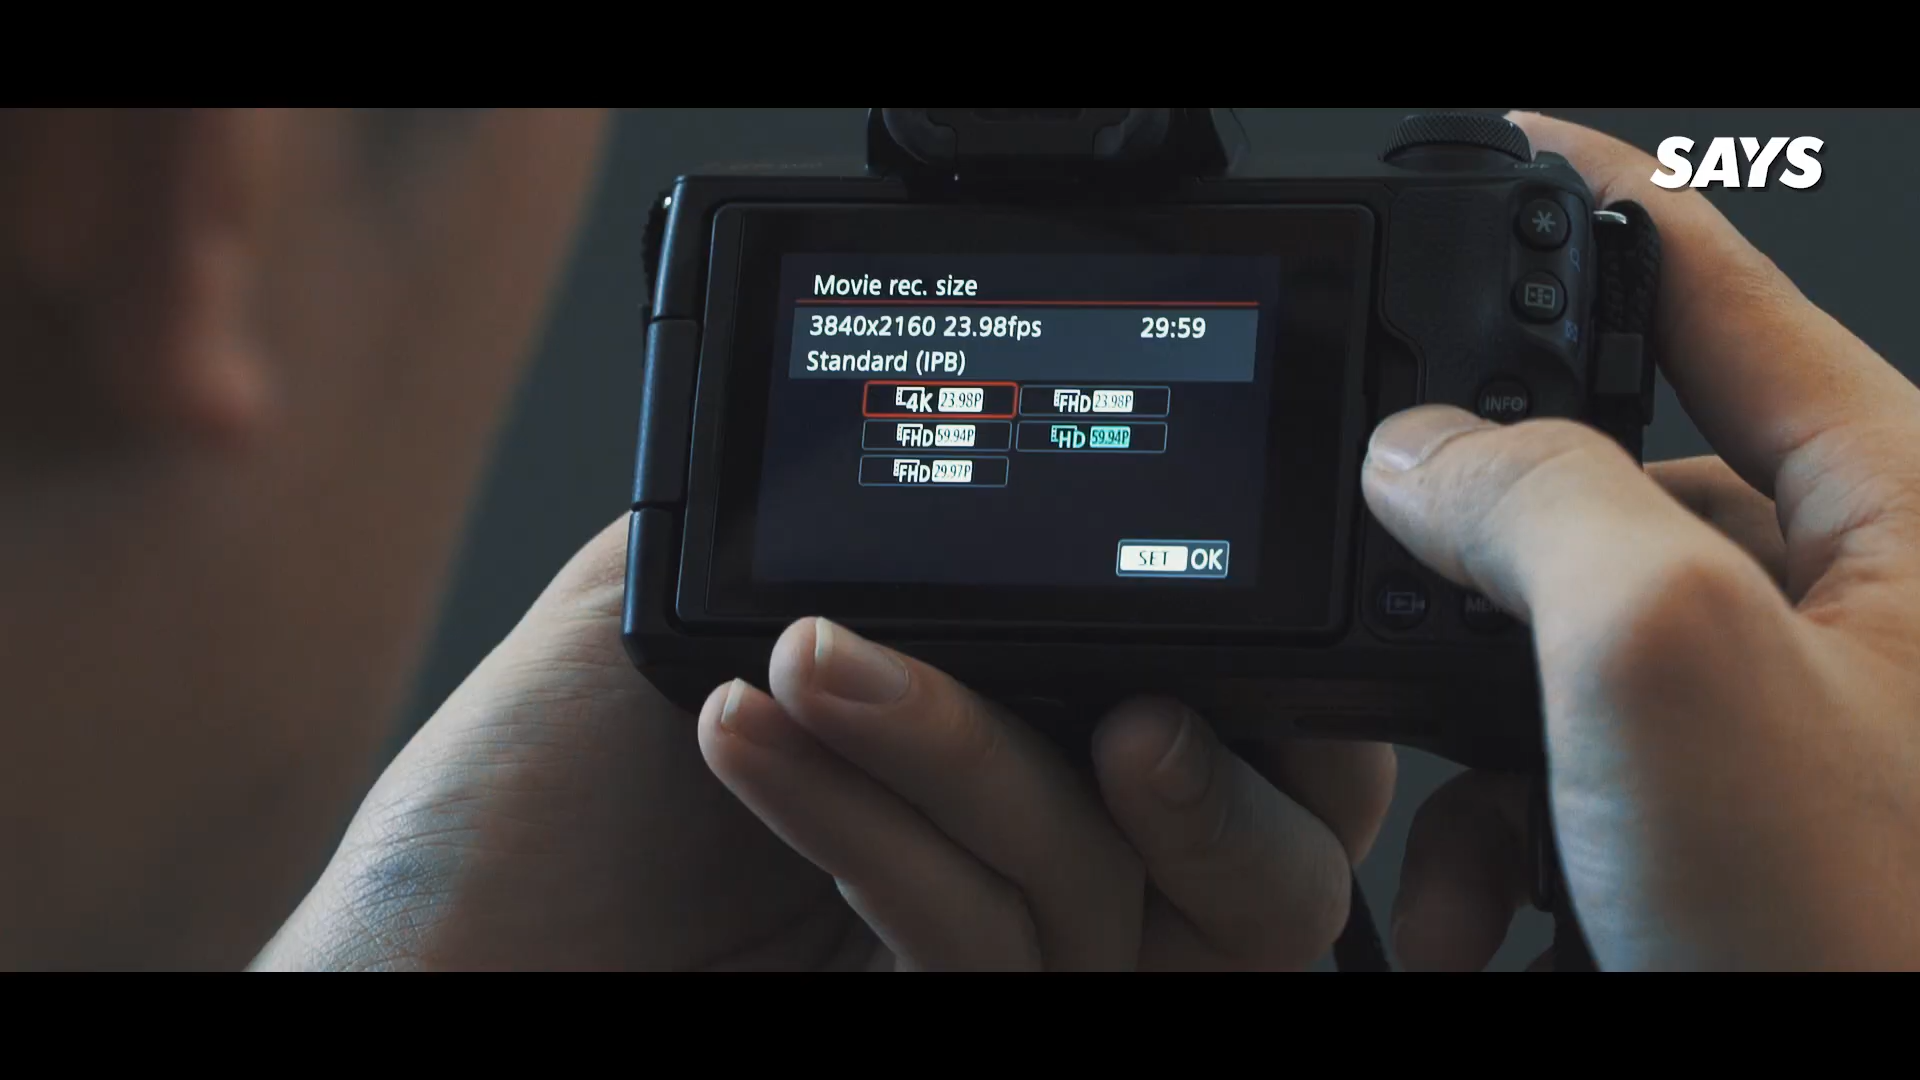 SAYS
Movie rec. size
3840x2160 23.98fps 29:59
Standard (IPB)
4K 23.98P FHD 23.98P
FHD 59.94P HD 59.94P
FHD 29.97P
SET OK
INFO